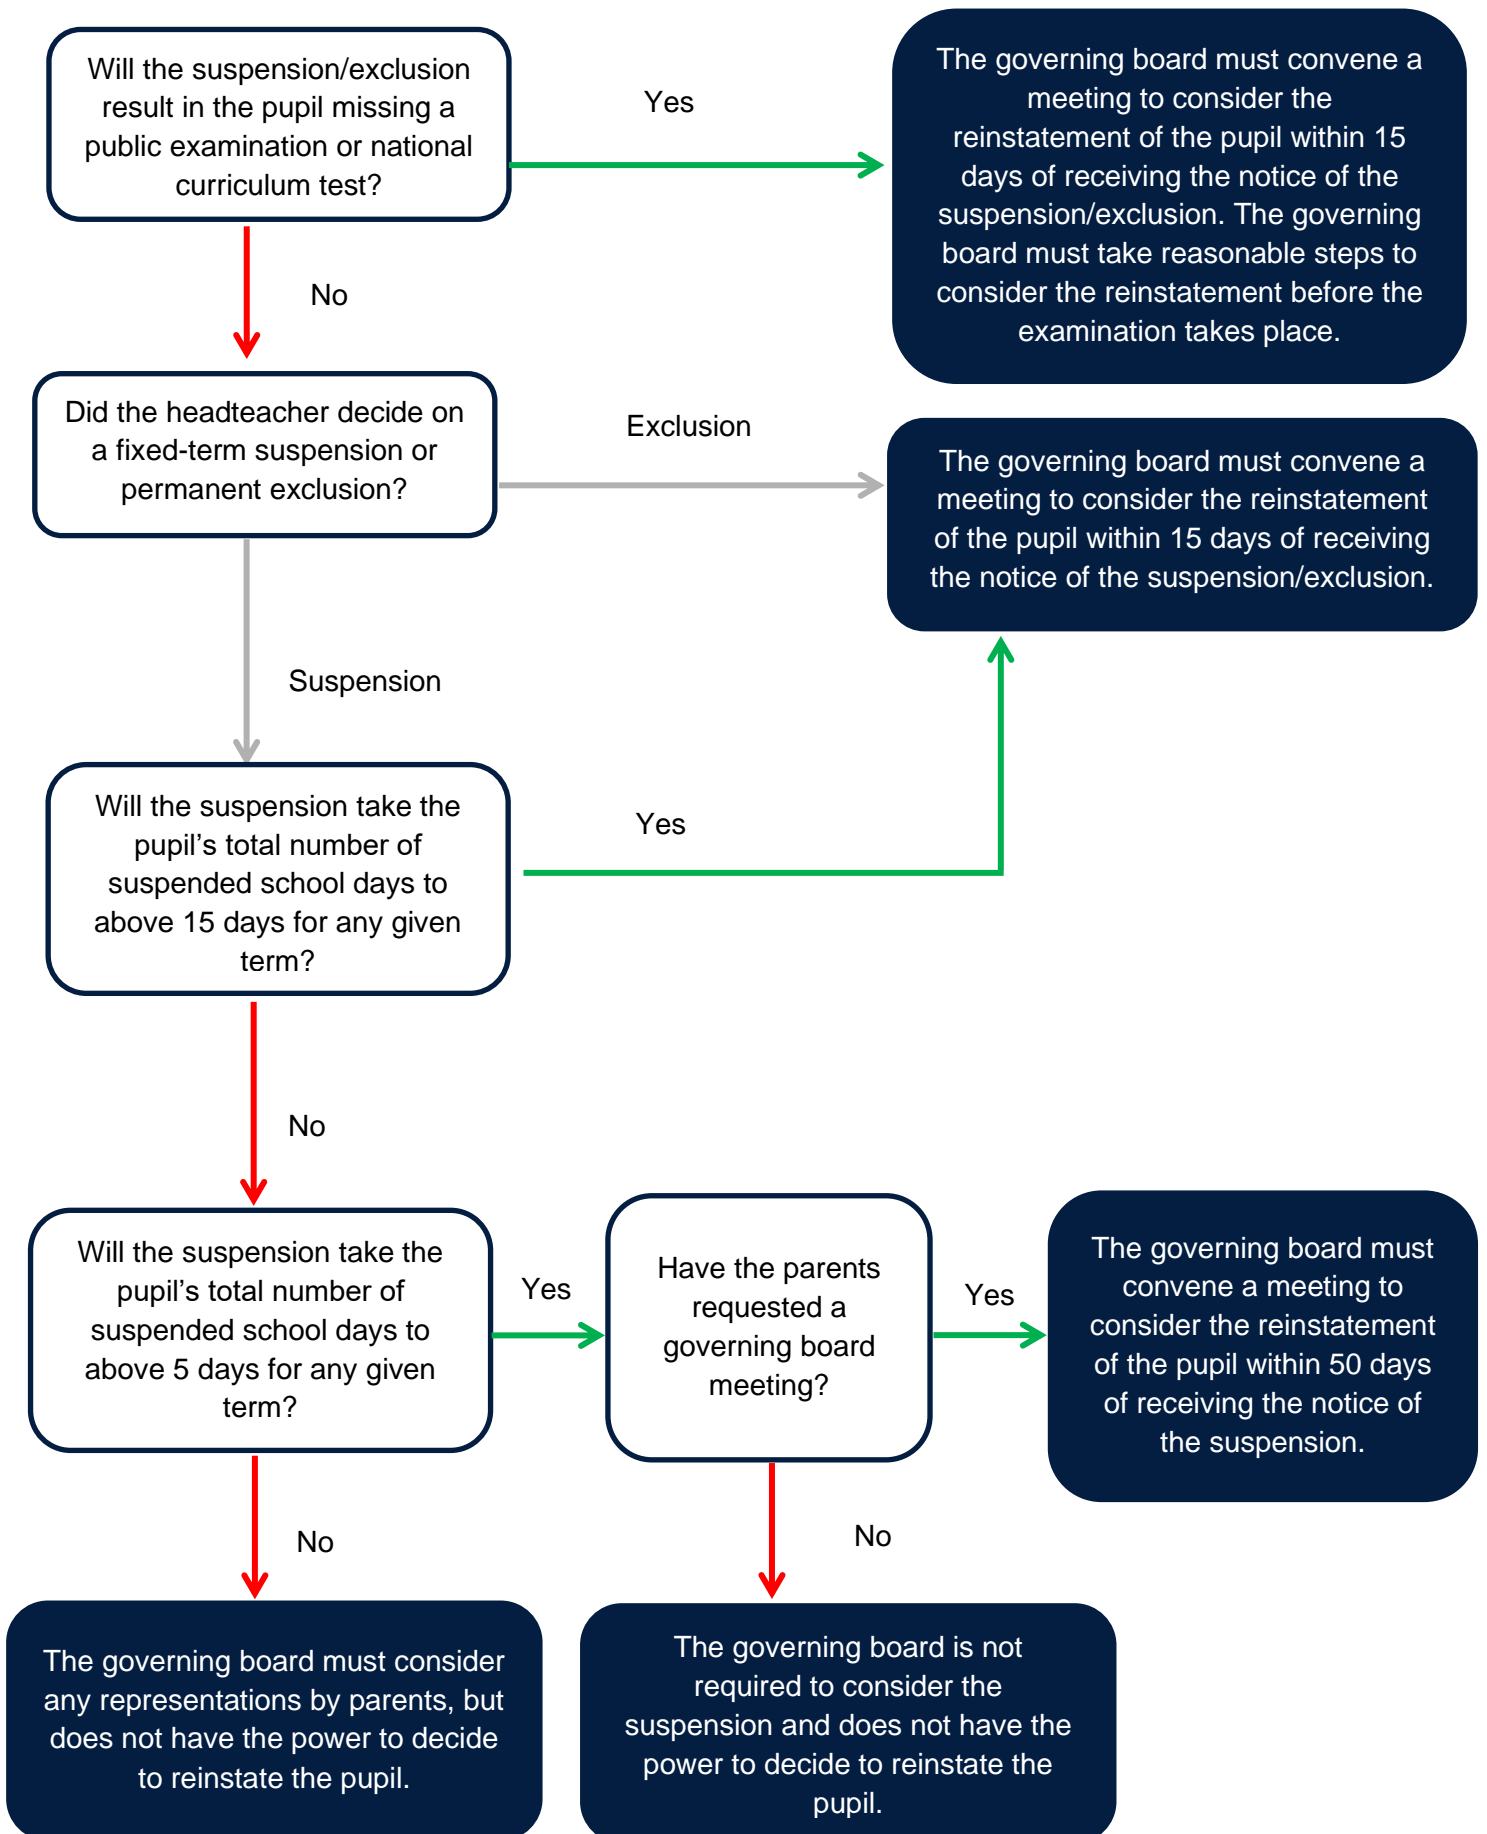 Will the suspension/exclusion
result in the pupil missing a
public examination or national
curriculum test?
Yes
The governing board must convene a
meeting to consider the
reinstatement of the pupil within 15
days of receiving the notice of the
suspension/exclusion. The governing
board must take reasonable steps to
consider the reinstatement before the
examination takes place.
No
Did the headteacher decide on
a fixed-term suspension or
permanent exclusion?
Exclusion
The governing board must convene a
meeting to consider the reinstatement
of the pupil within 15 days of receiving
the notice of the suspension/exclusion.
Suspension
Will the suspension take the
pupil’s total number of
suspended school days to
above 15 days for any given
term?
Yes
No
Will the suspension take the
pupil’s total number of
suspended school days to
above 5 days for any given
term?
Yes
Have the parents
requested a
governing board
meeting?
Yes
The governing board must
convene a meeting to
consider the reinstatement
of the pupil within 50 days
of receiving the notice of
the suspension.
No
No
The governing board must consider
any representations by parents, but
does not have the power to decide
to reinstate the pupil.
The governing board is not
required to consider the
suspension and does not have the
power to decide to reinstate the
pupil.